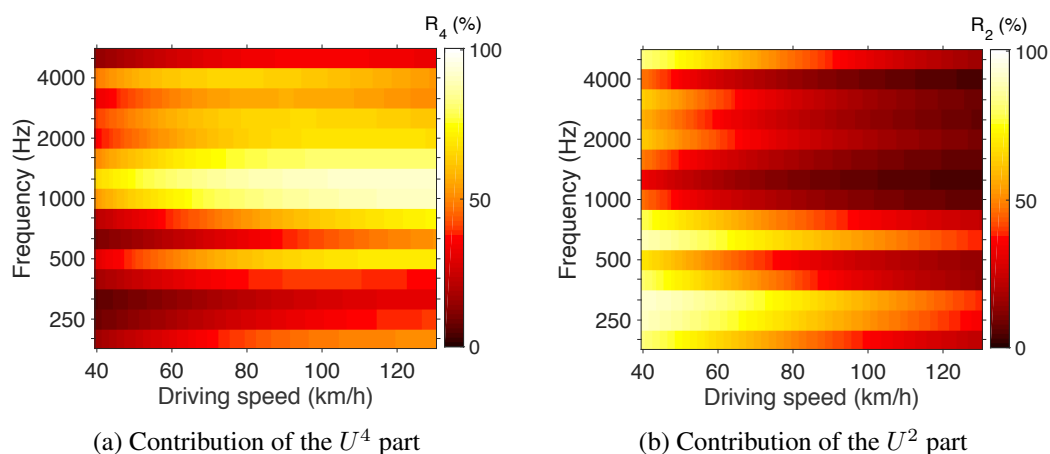 R4 (%)
100
50
0
4000
2000
1000
500
250
Frequency (Hz)
40 60 80 100 120
Driving speed (km/h)
(a) Contribution of the U^4 part
R2 (%)
100
50
0
4000
2000
1000
500
250
Frequency (Hz)
40 60 80 100 120
Driving speed (km/h)
(b) Contribution of the U^2 part